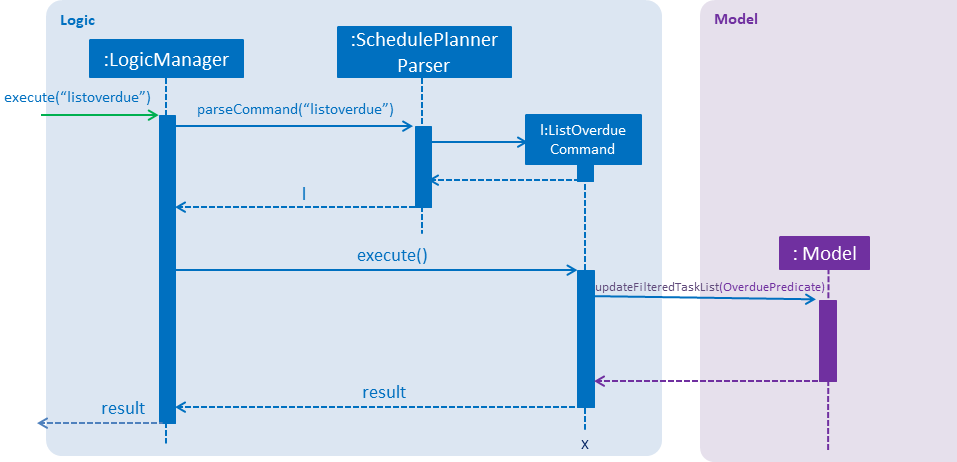 Logic
Model
:SchedulePlanner
Parser
:LogicManager
execute(“listoverdue”)
parseCommand(“listoverdue”)
l:ListOverdue
Command
l
: Model
execute()
updateFilteredTaskList(OverduePredicate)
result
result
x